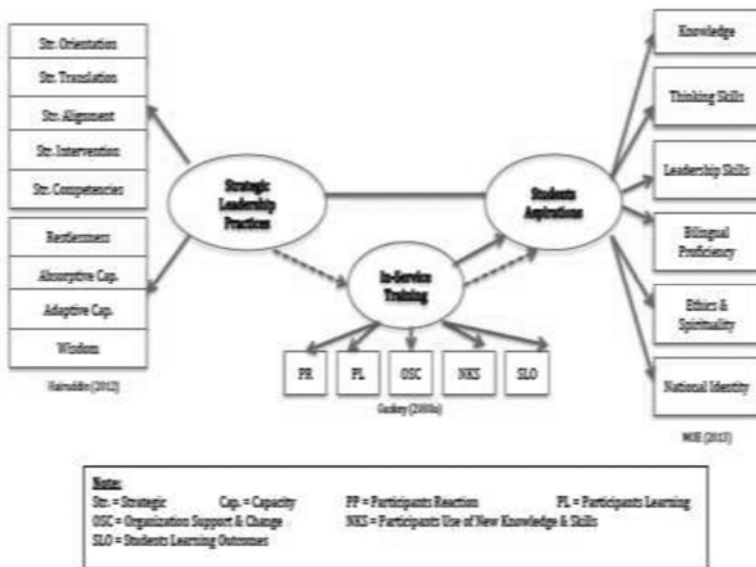 Str. Orientation
Str. Translation
Str. Alignment
Str. Intervention
Str. Competencies
Restlessness
Absorptive Cap.
Adaptive Cap.
Wisdom
Hairuddin (2012)
Strategic
Leadership
Practices
In-Service
Training
PR
PL
OSC
NKS
SLO
Guskey (2000a)
Students
Aspirations
Knowledge
Thinking Skills
Leadership Skills
Bilingual
Proficiency
Ethics &
Spirituality
National Identity
MOE (2013)
Note:
Str. = Strategic Cap. = Capacity PP = Participants Reaction PL = Participants Learning
OSC = Organization Support & Change NKS = Participants Use of New Knowledge & Skills
SLO = Students Learning Outcomes